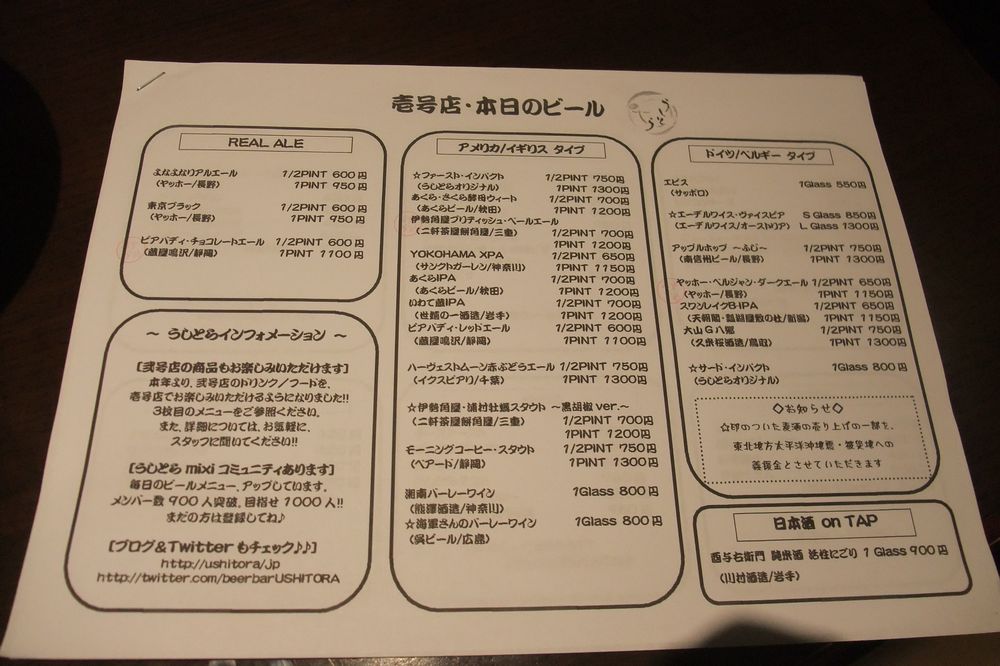 壱号店・本日のビール
うしとら
REAL ALE
よなよなリアルエール 1/2PINT 600円
(ヤッホー/長野) 1PINT 950円
東京ブラック 1/2PINT 600円
(ヤッホー/長野) 1PINT 950円
ビアバディ・チョコレートエール 1/2PINT 600円
(蔵屋鳴沢/静岡) 1PINT 1100円
～ うしとらインフォメーション ～
[弐号店の商品もお楽しみいただけます]
本年より、弐号店のドリンク/フードを、
壱号店でお楽しみいただけるようになりました!!
3枚目のメニューをご参照ください。
また、詳細については、お気軽に、
スタッフに聞いてください!!
[うしとら mixi コミュニティあります]
毎日のビールメニュー、アップしています。
メンバー数 900 人突破、目指せ 1000 人!!
まだの方は登録してね♪
[ブログ&Twitter もチェック♪♪]
http://ushitora/jp
http://twitter.com/beerbarUSHITORA
アメリカ/イギリス タイプ
☆ファースト・インパクト 1/2PINT 750円
(うしとらオリジナル) 1PINT 1300円
あくら・さくら酵母ウィート 1/2PINT 700円
(あくらビール/秋田) 1PINT 1200円
伊勢角屋ブリティッシュ・ペールエール
(二軒茶屋餅角屋/三重) 1/2PINT 700円
1PINT 1200円
YOKOHAMA XPA 1/2PINT 650円
(サンクトガーレン/神奈川) 1PINT 1150円
あくらIPA 1/2PINT 700円
(あくらビール/秋田) 1PINT 1200円
いわて蔵IPA 1/2PINT 700円
(世嬉の一酒造/岩手) 1PINT 1200円
ビアバディ・レッドエール 1/2PINT 600円
(蔵屋鳴沢/静岡) 1PINT 1100円
ハーヴェストムーン赤ぶどうエール 1/2PINT 750円
(イクスピアリ/千葉) 1PINT 1300円
☆伊勢角屋・浦村牡蠣スタウト ～黒胡椒ver.～
(二軒茶屋餅角屋/三重) 1/2PINT 700円
1PINT 1200円
モーニングコーヒー・スタウト 1/2PINT 750円
(ベアード/静岡) 1PINT 1300円
湘南バーレーワイン 1Glass 800円
(熊澤酒造/神奈川)
☆海軍さんのバーレーワイン 1Glass 800円
(呉ビール/広島)
ドイツ/ベルギー タイプ
エビス 1Glass 550円
(サッポロ)
☆エーデルワイス・ヴァイスビア S Glass 850円
(エーデルワイス/オーストリア) L Glass 1300円
アップルホップ ～ふじ～ 1/2PINT 750円
(南信州ビール/長野) 1PINT 1300円
ヤッホー・ベルジャン・ダークエール 1/2PINT 650円
(ヤッホー/長野) 1PINT 1150円
スワンレイクB-IPA 1/2PINT 650円
(天朝閣・瓢湖屋敷の杜/新潟) 1PINT 1150円
大山G八郷 1/2PINT 750円
(久米桜酒造/鳥取) 1PINT 1300円
☆サード・インパクト 1Glass 800円
(うしとらオリジナル)
◇お知らせ◇
☆印のついた麦酒の売り上げの一部を、
東北地方太平洋沖地震・被災地への
義援金とさせていただきます
日本酒 on TAP
酉与右衛門 純米酒 活性にごり 1 Glass 900円
(川村酒造/岩手)